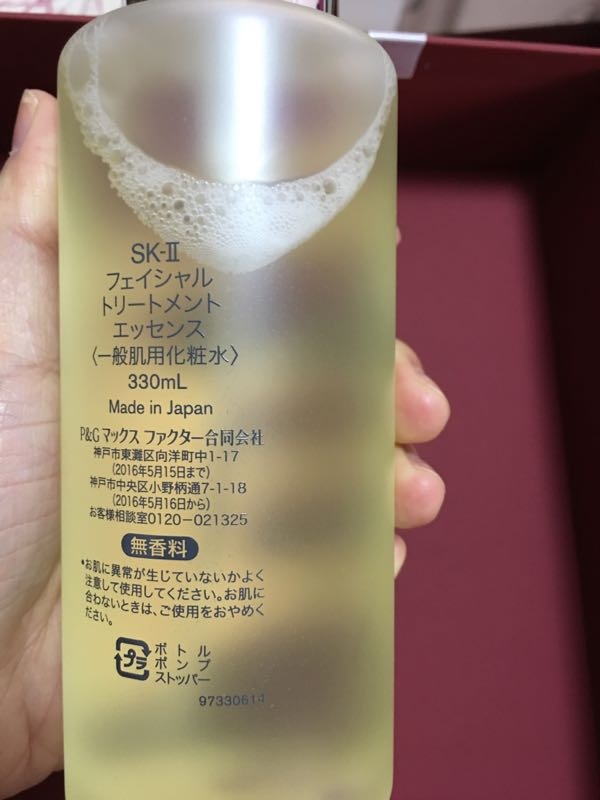 SK-II
フェイシャル
トリートメント
エッセンス
〈一般肌用化粧水〉
330mL
Made in Japan
P&G マックス ファクター合同会社
神戸市東灘区向洋町中1-17
(2016年5月15日まで)
神戸市中央区小野柄通7-1-18
(2016年5月16日から)
お客様相談室0120-021325
無香料
*お肌に異常が生じていないかよく
注意して使用してください。お肌に
合わないときは、ご使用をおやめく
ださい。
プラ
ボトル
ポンプ
ストッパー
97330614